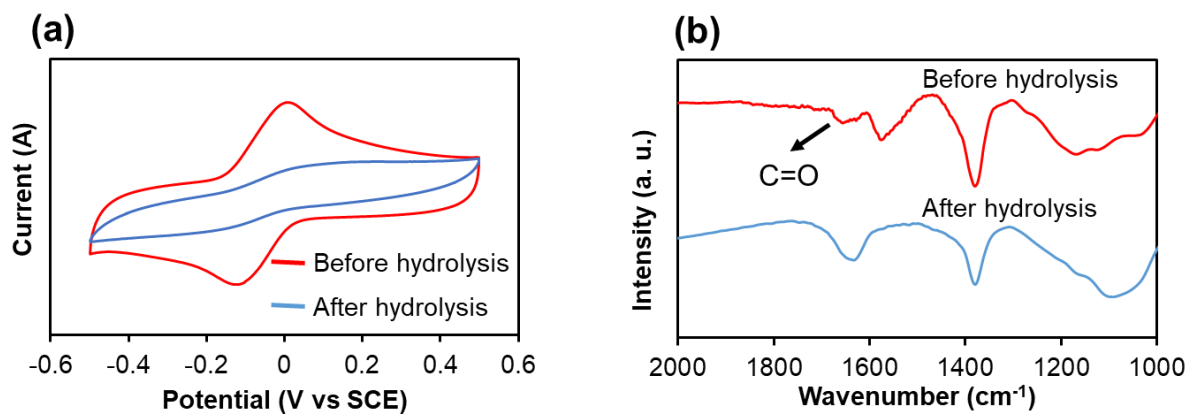 (a)
Current (A)
Before hydrolysis
After hydrolysis
-0.6 -0.4 -0.2 0 0.2 0.4 0.6
Potential (V vs SCE)
(b)
Intensity (a. u.)
Before hydrolysis
C=O
After hydrolysis
2000 1800 1600 1400 1200 1000
Wavenumber (cm⁻¹)